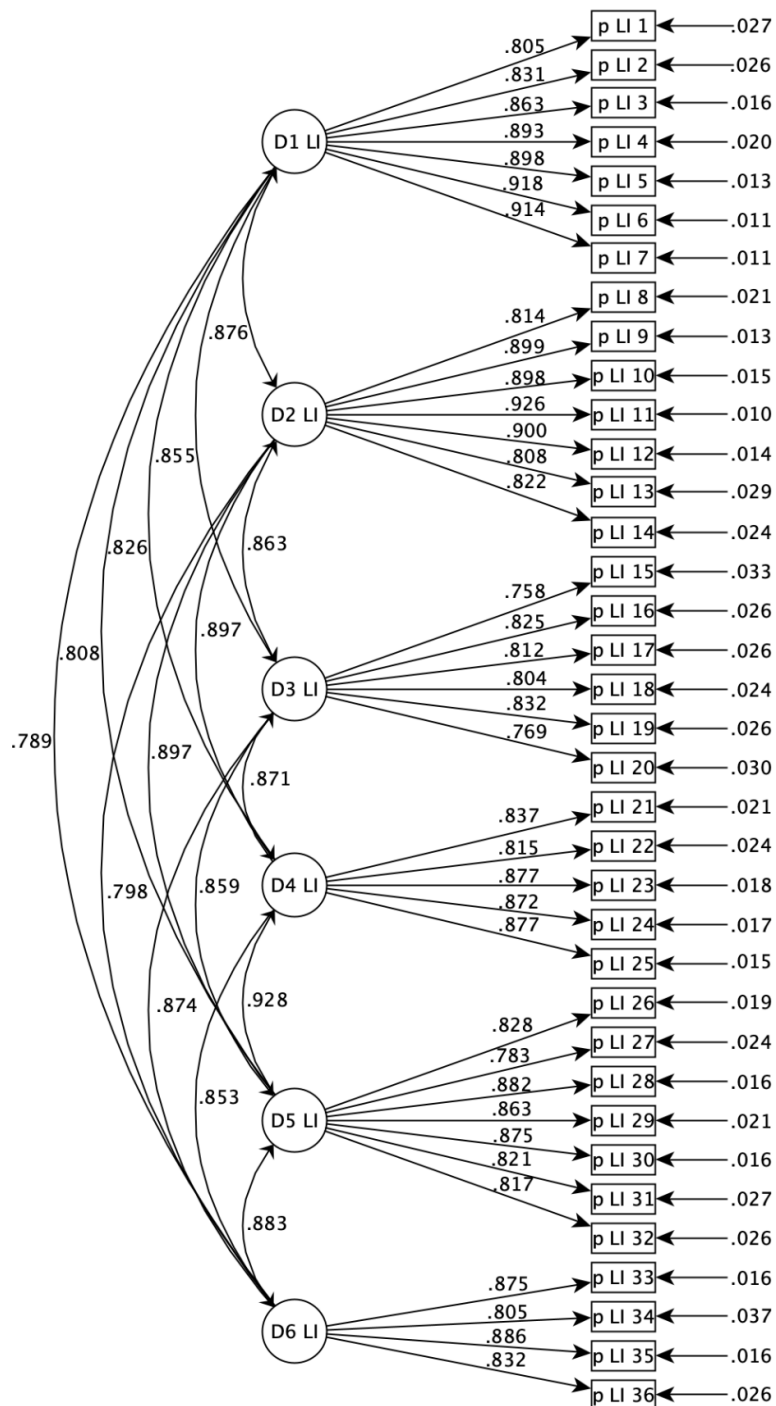 p LI 1 .027
.805
p LI 2 .026
.831
p LI 3 .016
.863
D1 LI .893 p LI 4 .020
.898
p LI 5 .013
.918
p LI 6 .011
.914
p LI 7 .011
p LI 8 .021
.814
.876 p LI 9 .013
.899
.898 p LI 10 .015
D2 LI .926 p LI 11 .010
.900
.855 p LI 12 .014
.808
p LI 13 .029
.822
p LI 14 .024
.826 .863
p LI 15 .033
.758
p LI 16 .026
.825
.897
.808 .812 p LI 17 .026
D3 LI .804 p LI 18 .024
.832
p LI 19 .026
.789 .769
.897 p LI 20 .030
.871
p LI 21 .021
.837
p LI 22 .024
.815
.798 .859 D4 LI .877 p LI 23 .018
.872
p LI 24 .017
.877
p LI 25 .015
.874 .928
p LI 26 .019
.828
p LI 27 .024
.783
.853 .882 p LI 28 .016
D5 LI .863 p LI 29 .021
.875
p LI 30 .016
.821
p LI 31 .027
.817
.883 p LI 32 .026
p LI 33 .016
.875
.805 p LI 34 .037
D6 LI .886
p LI 35 .016
.832
p LI 36 .026